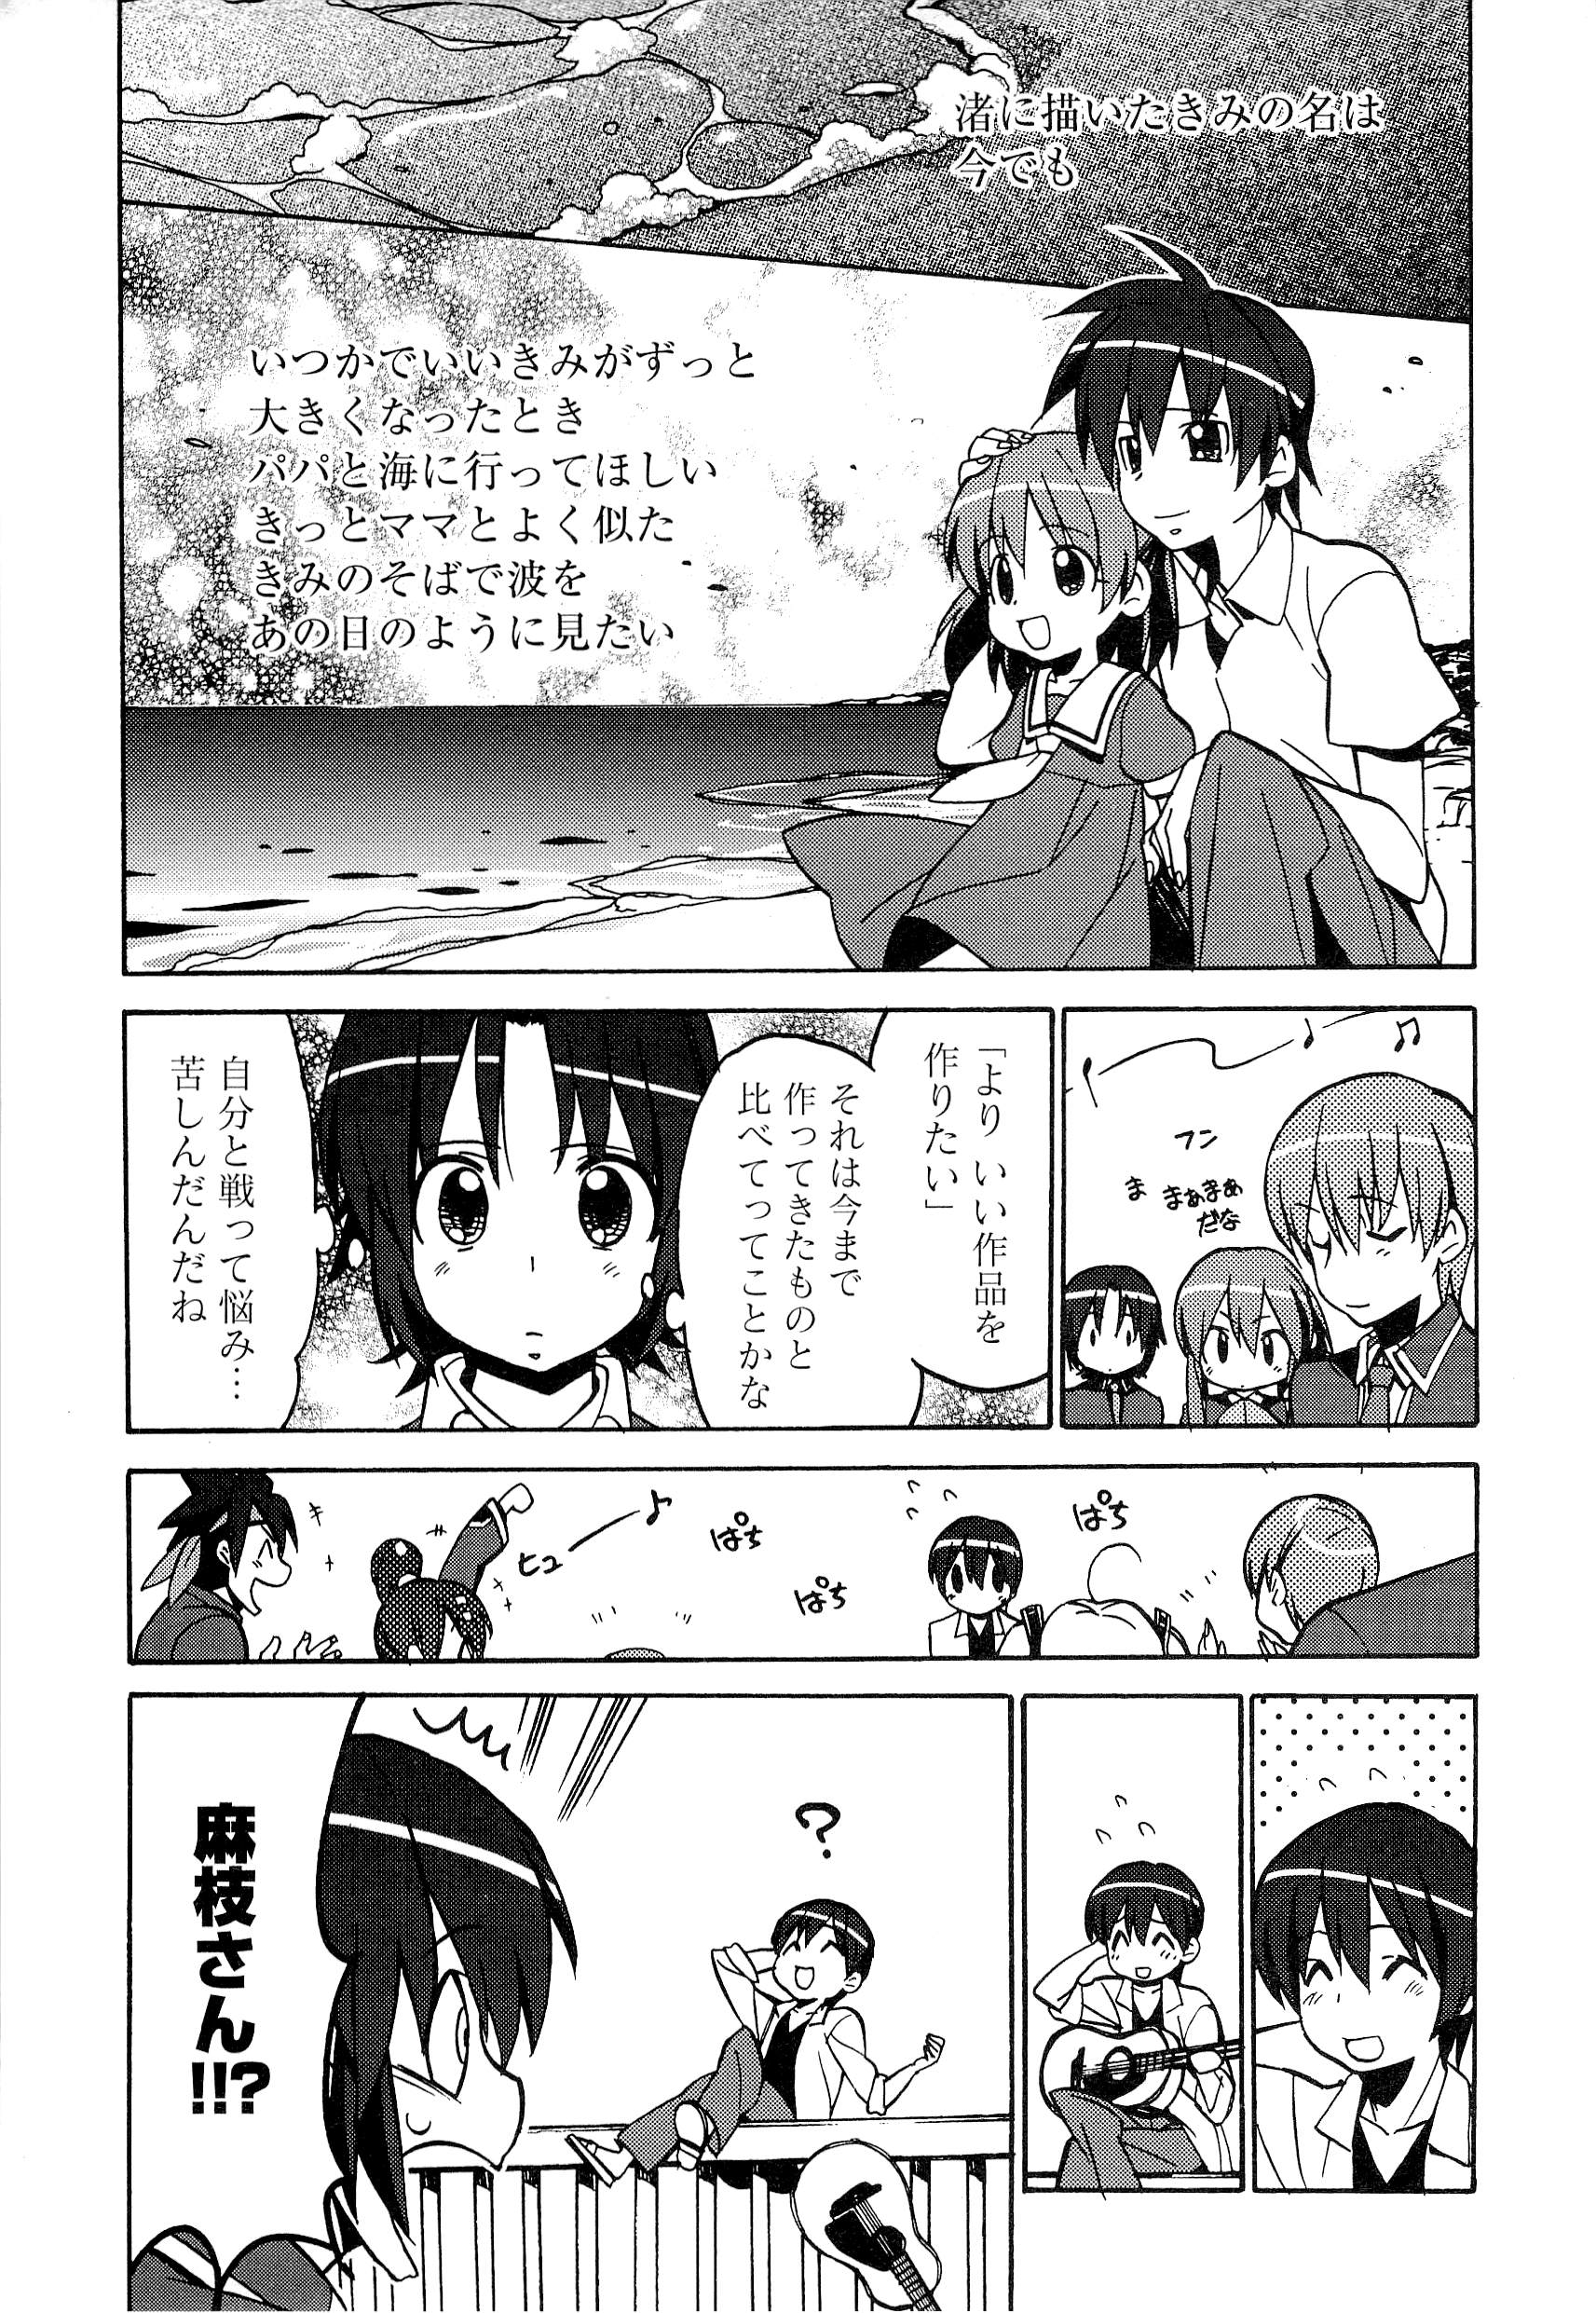 渚に描いたきみの名は
今でも
いつかでいいきみがずっと
大きくなったとき
パパと海に行ってほしい
きっとママとよく似た
きみのそばで波を
あの日のように見たい
フン
ま
まぁまぁ
だな
「より いい作品を
作りたい」
それは今まで
作ってきたものと
比べてってことかな
自分と戦って悩み…
苦しんだんだね
ぱち
ぱち
ぱち
ヒューー♪
?
麻枝さん!!?